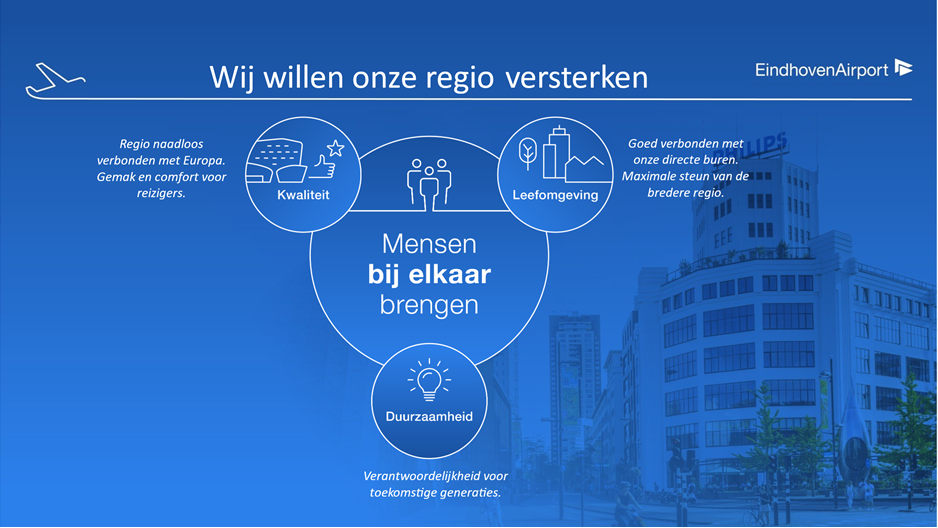 Wij willen onze regio versterken
EindhovenAirport
Regio naadloos
verbonden met Europa.
Gemak en comfort voor
reizigers.
Kwaliteit
Leefomgeving
Goed verbonden met
onze directe buren.
Maximale steun van de
bredere regio.
PHILIPS
Mensen
bij elkaar
brengen
Duurzaamheid
Verantwoordelijkheid voor
toekomstige generaties.